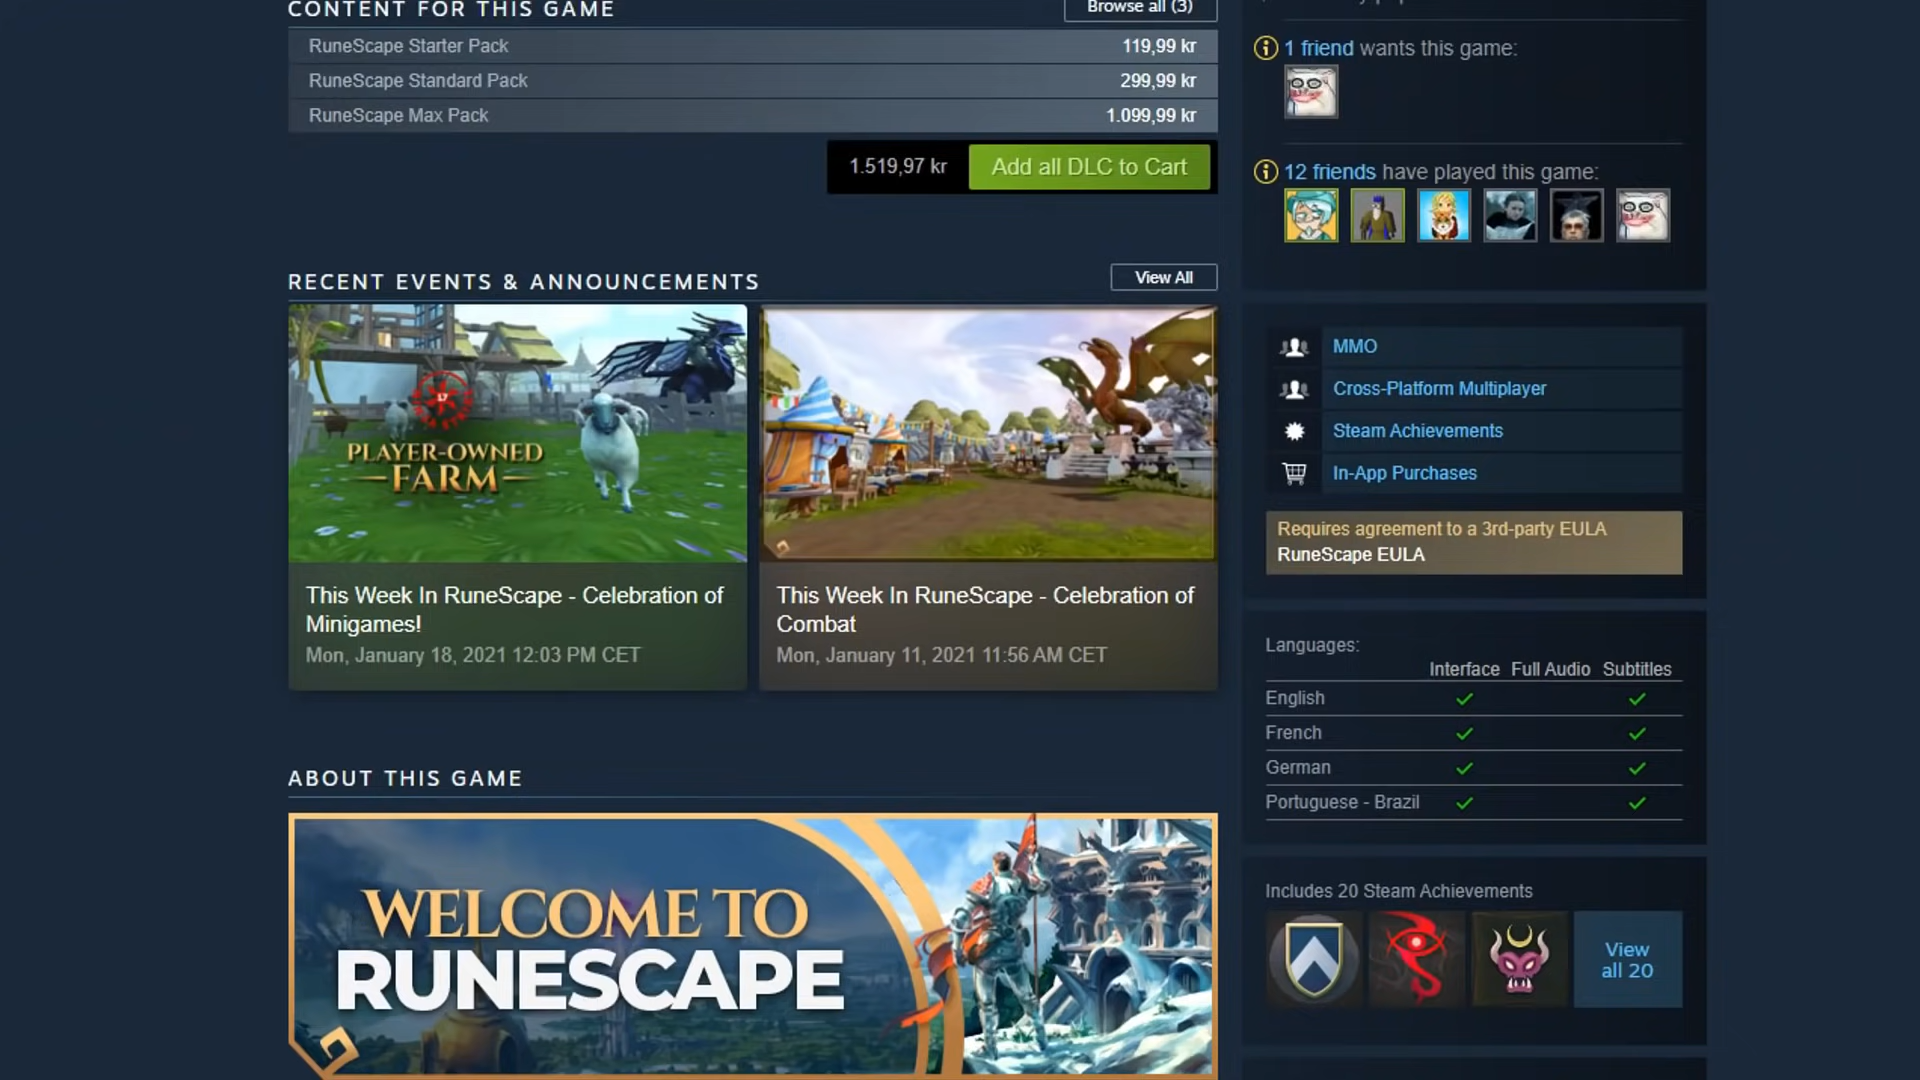 CONTENT FOR THIS GAME
Browse all (3)
RuneScape Starter Pack 119,99 kr
RuneScape Standard Pack 299,99 kr
RuneScape Max Pack 1.099,99 kr
1.519,97 kr Add all DLC to Cart
RECENT EVENTS & ANNOUNCEMENTS
View All
PLAYER-OWNED
FARM
This Week In RuneScape - Celebration of
Minigames!
Mon, January 18, 2021 12:03 PM CET
This Week In RuneScape - Celebration of
Combat
Mon, January 11, 2021 11:56 AM CET
ABOUT THIS GAME
WELCOME TO
RUNESCAPE
1 friend wants this game:
12 friends have played this game:
MMO
Cross-Platform Multiplayer
Steam Achievements
In-App Purchases
Requires agreement to a 3rd-party EULA
RuneScape EULA
Languages:
Interface Full Audio Subtitles
English
French
German
Portuguese - Brazil
Includes 20 Steam Achievements
View
all 20